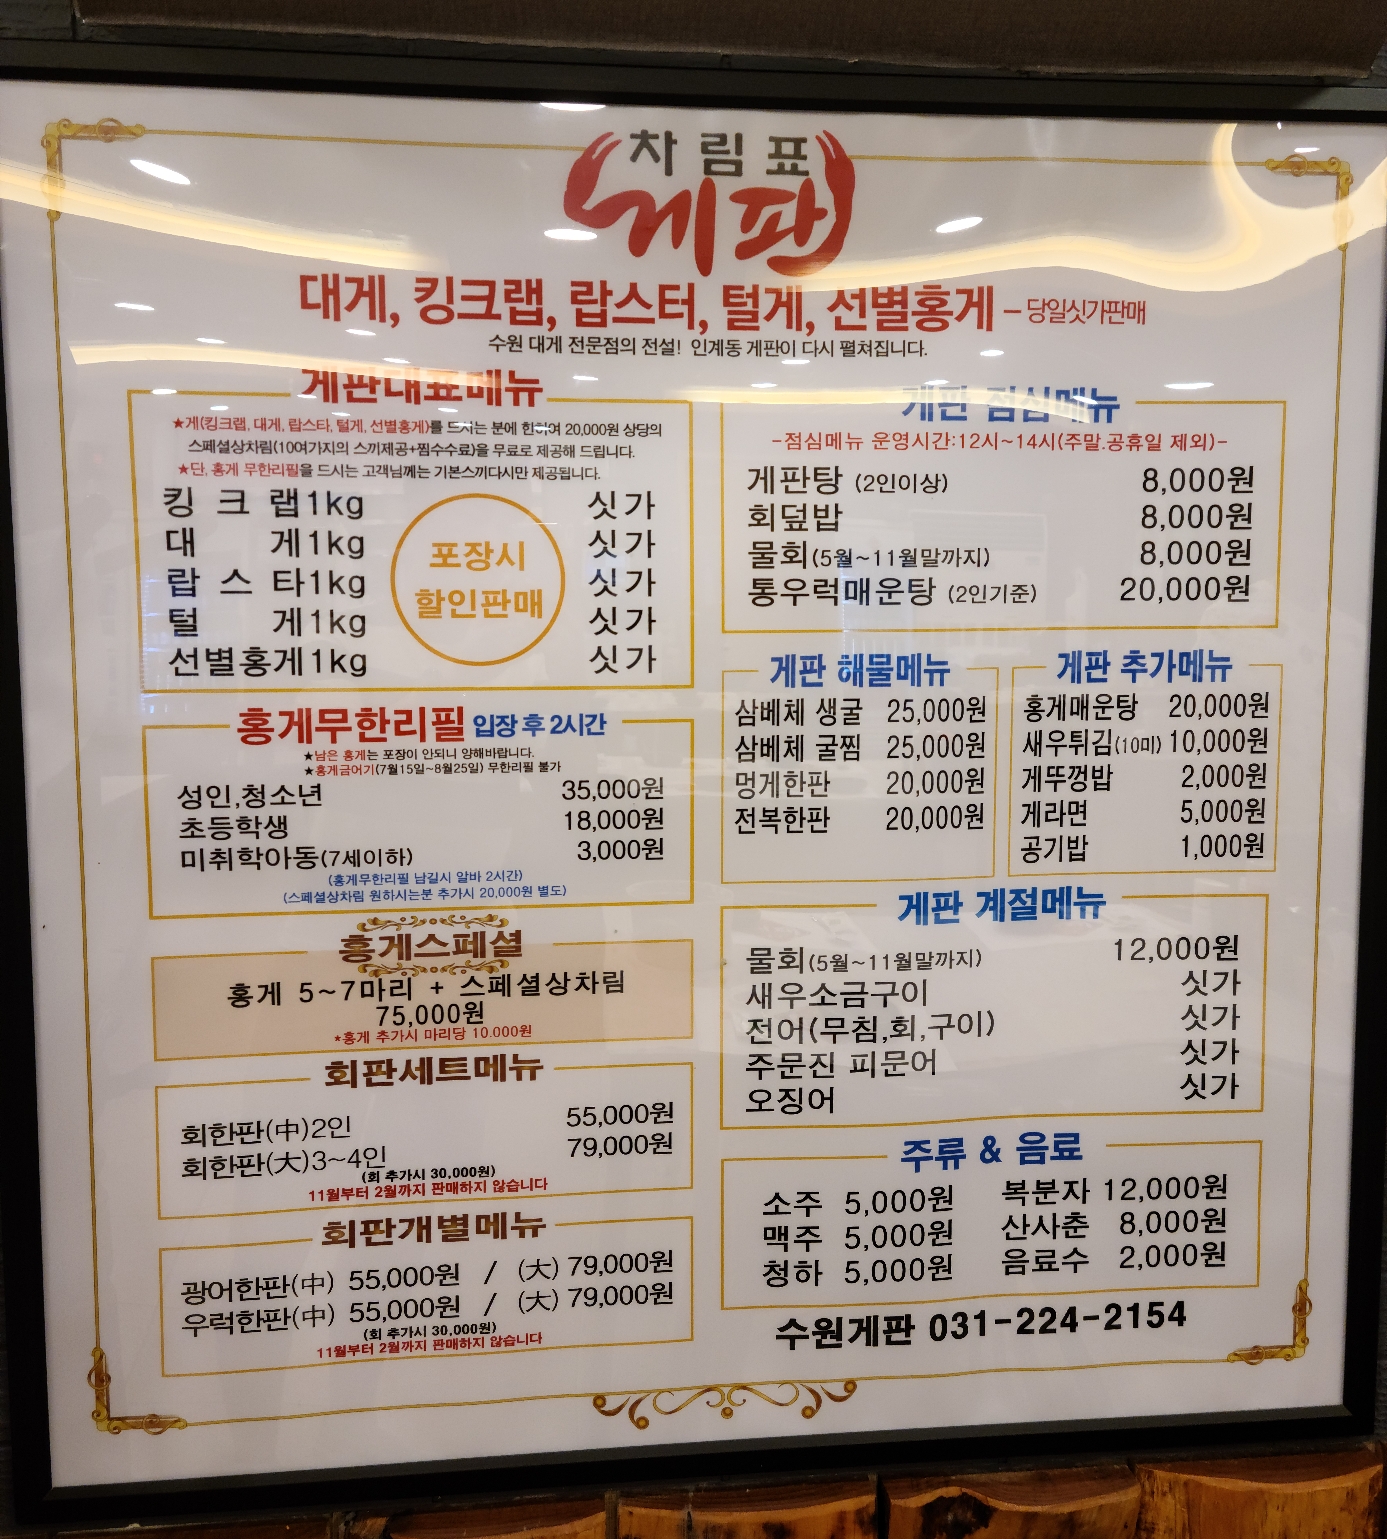 차림표
게판
대게, 킹크랩, 랍스터, 털게, 선별홍게 - 당일싯가판매
수원 대게 전문점의 전설! 인계동 게판이 다시 펼쳐집니다.
게판대표메뉴
★게(킹크랩, 대게, 랍스타, 털게, 선별홍게)를 드시는 분에 한하여 20,000원 상당의
스페셜상차림(10여가지의 스끼제공+찜수수료)을 무료로 제공해 드립니다.
★단, 홍게 무한리필을 드시는 고객님께는 기본스끼다시만 제공됩니다.
킹 크 랩1kg 싯가
대 게1kg 싯가
랍 스 타1kg 싯가
털 게1kg 싯가
선별홍게1kg 싯가
포장시
할인판매
홍게무한리필 입장 후 2시간
★남은 홍게는 포장이 안되니 양해바랍니다.
★홍게금어기(7월15일~8월25일) 무한리필 불가
성인,청소년 35,000원
초등학생 18,000원
미취학아동(7세이하) 3,000원
(홍게무한리필 남길시 알바 2시간)
(스페셜상차림 원하시는분 추가시 20,000원 별도)
홍게스페셜
홍게 5~7마리 + 스페셜상차림
75,000원
*홍게 추가시 마리당 10.000원
회판세트메뉴
회한판(中)2인 55,000원
회한판(大)3~4인 79,000원
(회 추가시 30,000원)
11월부터 2월까지 판매하지 않습니다
회판개별메뉴
광어한판(中) 55,000원 / (大) 79,000원
우럭한판(中) 55,000원 / (大) 79,000원
(회 추가시 30,000원)
11월부터 2월까지 판매하지 않습니다
게판 점심메뉴
-점심메뉴 운영시간:12시~14시(주말.공휴일 제외)-
게판탕 (2인이상) 8,000원
회덮밥 8,000원
물회(5월~11월말까지) 8,000원
통우럭매운탕 (2인기준) 20,000원
게판 해물메뉴
삼베체 생굴 25,000원
삼베체 굴찜 25,000원
멍게한판 20,000원
전복한판 20,000원
게판 추가메뉴
홍게매운탕 20,000원
새우튀김(10미) 10,000원
게뚜껑밥 2,000원
게라면 5,000원
공기밥 1,000원
게판 계절메뉴
물회(5월~11월말까지) 12,000원
새우소금구이 싯가
전어(무침,회,구이) 싯가
주문진 피문어 싯가
오징어 싯가
주류 & 음료
소주 5,000원 복분자 12,000원
맥주 5,000원 산사춘 8,000원
청하 5,000원 음료수 2,000원
수원게판 031-224-2154